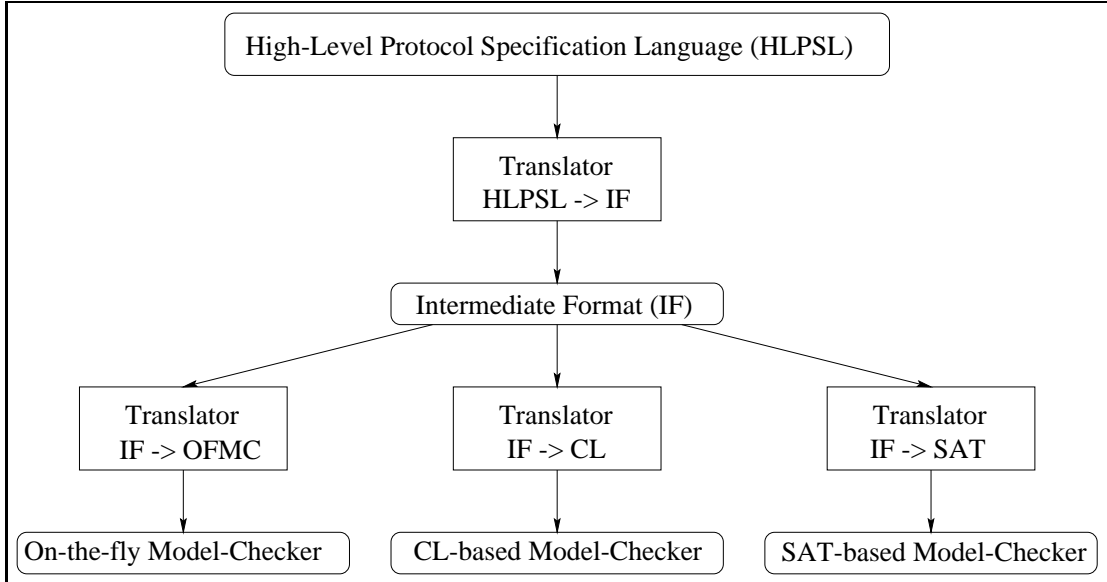 High-Level Protocol Specification Language (HLPSL)
Translator
HLPSL -> IF
Intermediate Format (IF)
Translator
IF -> OFMC
Translator
IF -> CL
Translator
IF -> SAT
On-the-fly Model-Checker
CL-based Model-Checker
SAT-based Model-Checker